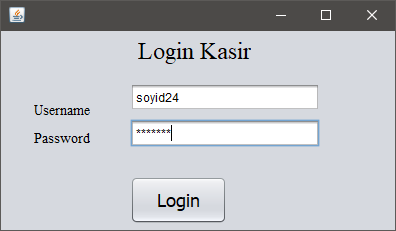 Login Kasir
Username
soyid24
Password
*******
Login